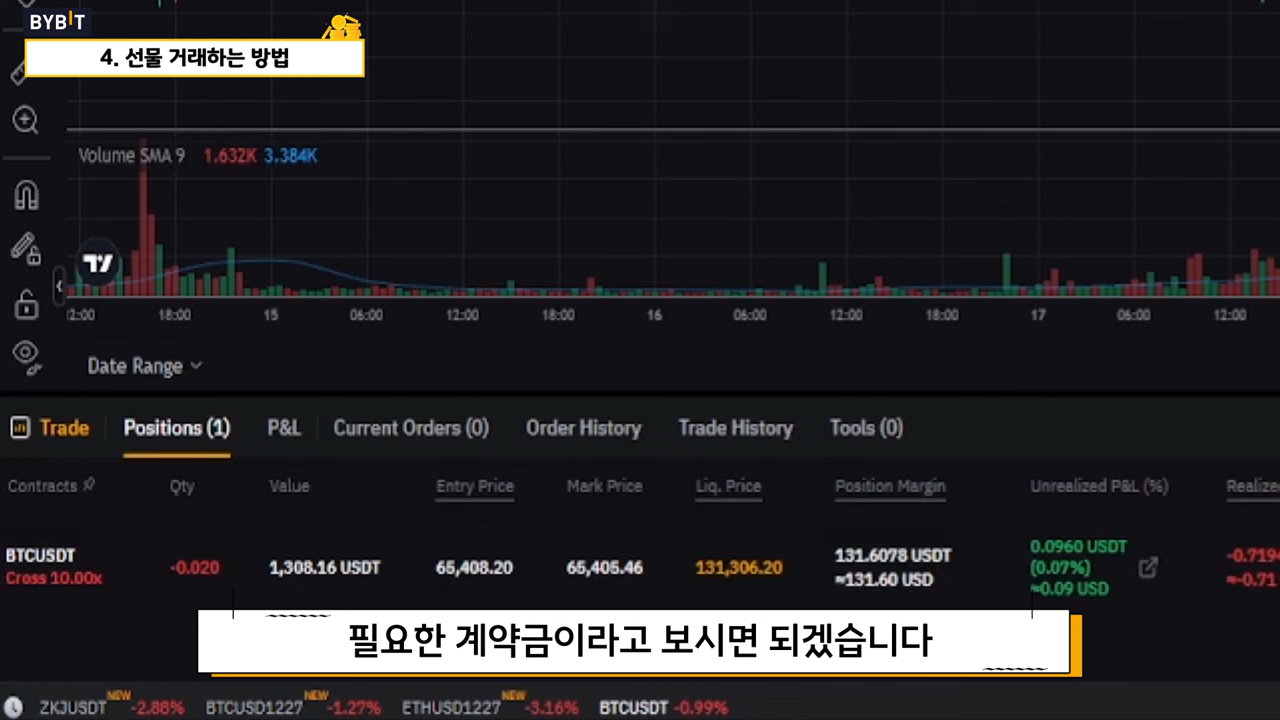 BYBIT
4. 선물 거래하는 방법
Volume SMA 9 1.632K 3.384K
12:00 18:00 15 06:00 12:00 18:00 16 06:00 12:00 18:00 17 06:00 12:00
Date Range
Trade Positions (1) P&L Current Orders (0) Order History Trade History Tools (0)
Contracts Qty Value Entry Price Mark Price Liq. Price Position Margin Unrealized P&L (%) Realized
BTCUSDT
Cross 10.00x
-0.020 1,308.16 USDT 65,408.20 65,405.46 131,306.20
131.6078 USDT
≈131.60 USD
0.0960 USDT
(0.07%)
≈0.09 USD
-0.7194
≈-0.71
필요한 계약금이라고 보시면 되겠습니다
ZKJUSDT NEW -2.88% BTCUSD1227 NEW -1.27% ETHUSD1227 NEW -3.16% BTCUSDT -0.99%